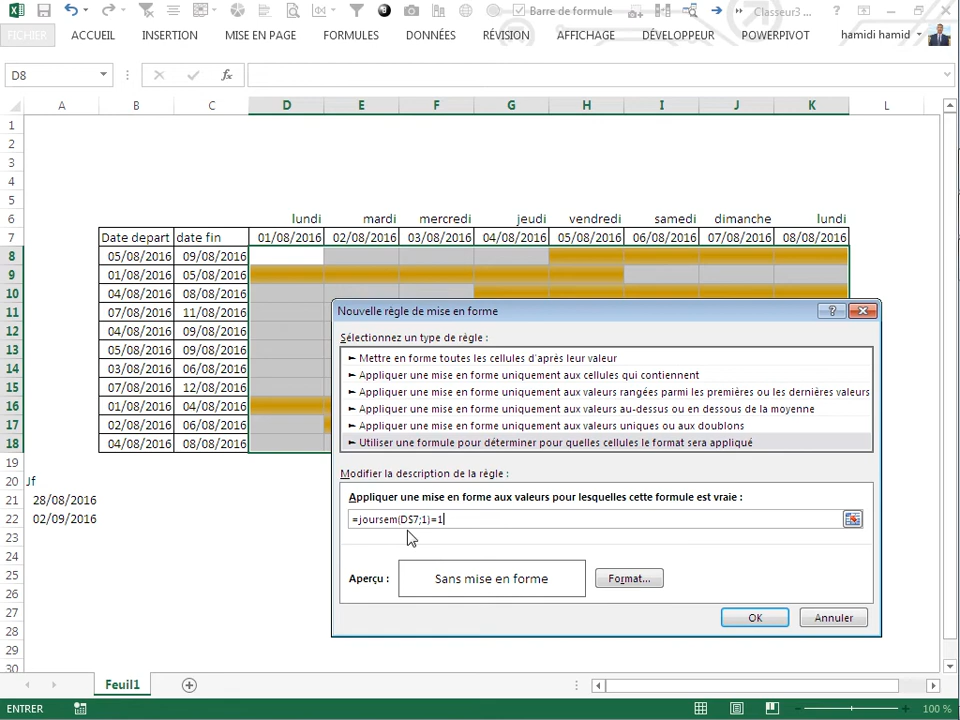 Barre de formule Classeur3 ...
FICHIER ACCUEIL INSERTION MISE EN PAGE FORMULES DONNÉES RÉVISION AFFICHAGE DÉVELOPPEUR POWERPIVOT hamidi hamid
D8 fx
A B C D E F G H I J K L
1
2
3
4
5
6 lundi mardi mercredi jeudi vendredi samedi dimanche lundi
7 Date depart date fin 01/08/2016 02/08/2016 03/08/2016 04/08/2016 05/08/2016 06/08/2016 07/08/2016 08/08/2016
8 05/08/2016 09/08/2016
9 01/08/2016 05/08/2016
10 04/08/2016 08/08/2016
11 07/08/2016 11/08/2016
12 04/08/2016 09/08/2016
13 05/08/2016 09/08/2016
14 03/08/2016 06/08/2016
15 07/08/2016 12/08/2016
16 01/08/2016 04/08/2016
17 02/08/2016 06/08/2016
18 04/08/2016 08/08/2016
19
20 Jf
21 28/08/2016
22 02/09/2016
23
24
25
26
27
28
29
30
Nouvelle règle de mise en forme
Sélectionnez un type de règle :
► Mettre en forme toutes les cellules d'après leur valeur
► Appliquer une mise en forme uniquement aux cellules qui contiennent
► Appliquer une mise en forme uniquement aux valeurs rangées parmi les premières ou les dernières valeurs
► Appliquer une mise en forme uniquement aux valeurs au-dessus ou en dessous de la moyenne
► Appliquer une mise en forme uniquement aux valeurs uniques ou aux doublons
► Utiliser une formule pour déterminer pour quelles cellules le format sera appliqué
Modifier la description de la règle :
Appliquer une mise en forme aux valeurs pour lesquelles cette formule est vraie :
=joursem(D$7;1)=1
Aperçu : Sans mise en forme Format...
OK Annuler
Feuil1
ENTRER 100 %